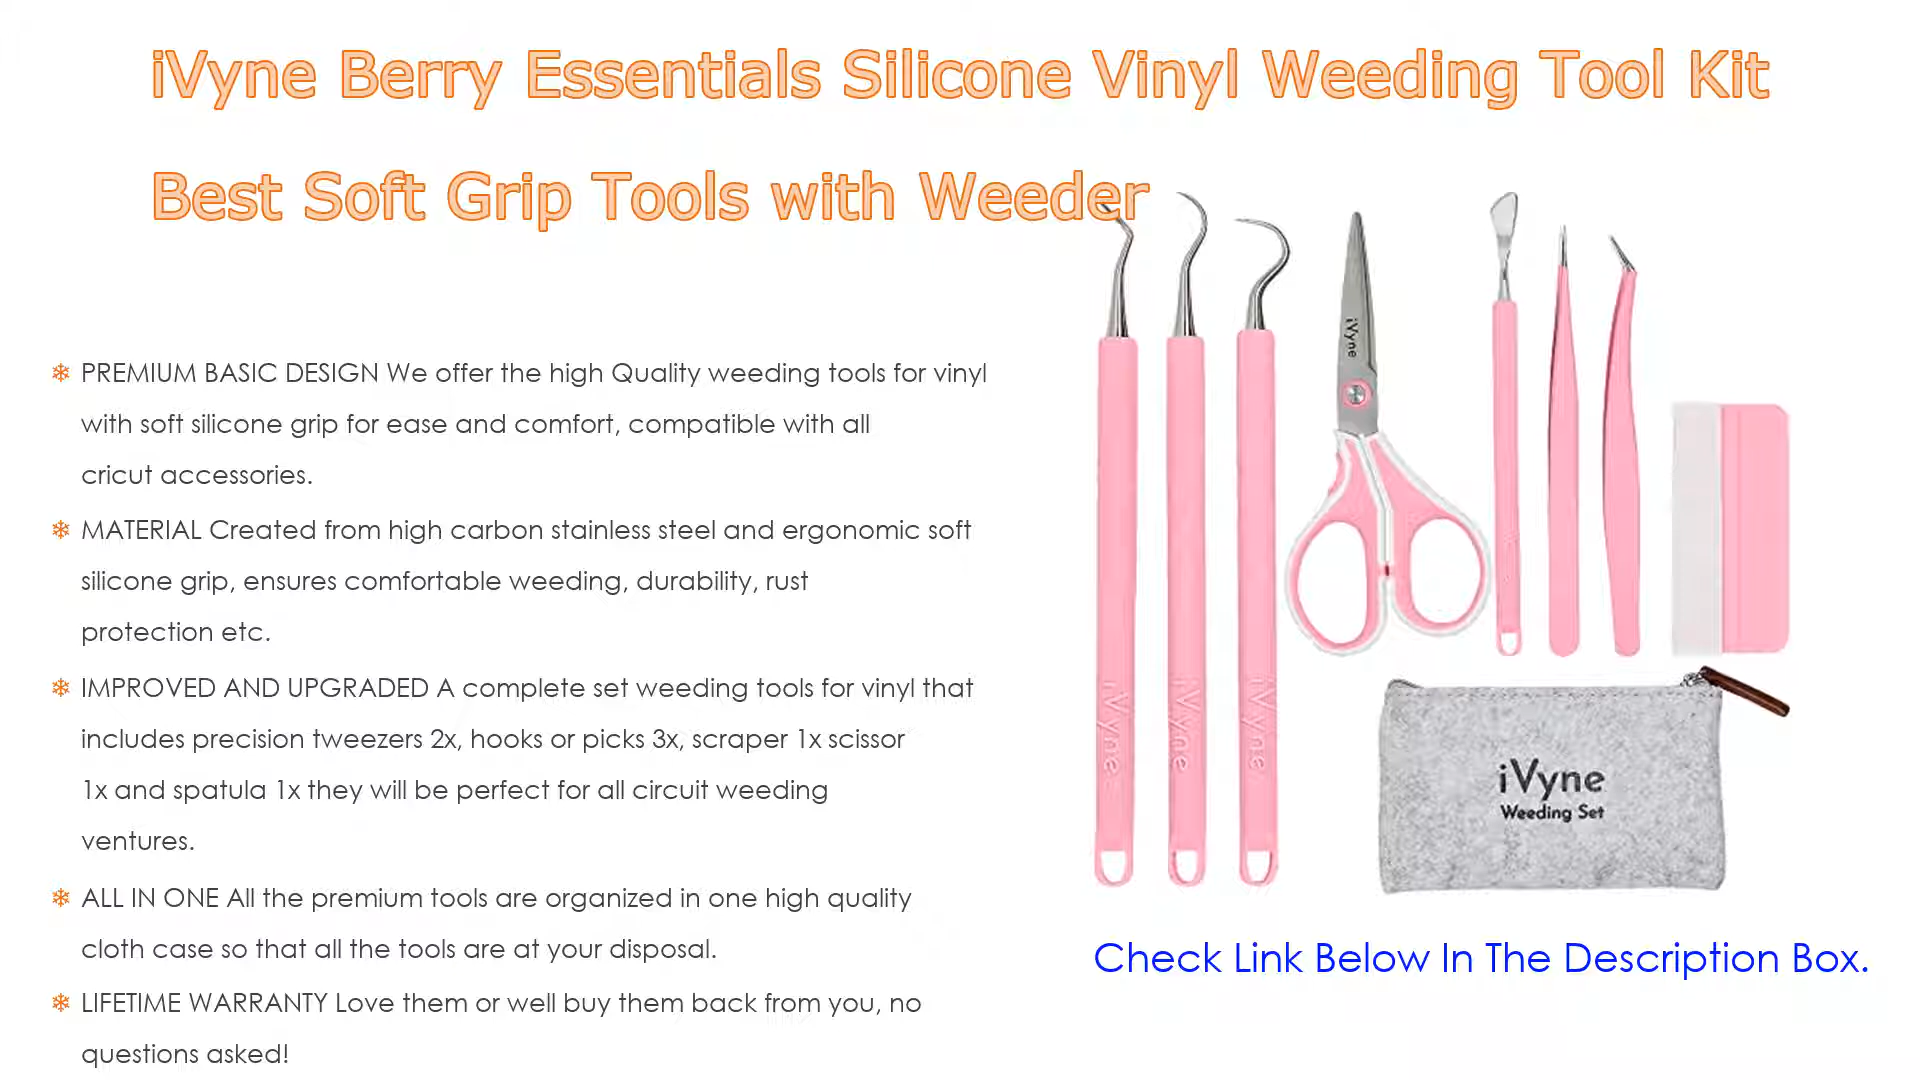 iVyne Berry Essentials Silicone Vinyl Weeding Tool Kit
Best Soft Grip Tools with Weeder
PREMIUM BASIC DESIGN We offer the high Quality weeding tools for vinyl
with soft silicone grip for ease and comfort, compatible with all
cricut accessories.
MATERIAL Created from high carbon stainless steel and ergonomic soft
silicone grip, ensures comfortable weeding, durability, rust
protection etc.
IMPROVED AND UPGRADED A complete set weeding tools for vinyl that
includes precision tweezers 2x, hooks or picks 3x, scraper 1x scissor
1x and spatula 1x they will be perfect for all circuit weeding
ventures.
ALL IN ONE All the premium tools are organized in one high quality
cloth case so that all the tools are at your disposal.
LIFETIME WARRANTY Love them or well buy them back from you, no
questions asked!
iVyne
iVyne
iVyne
iVyne
iVyne
Weeding Set
Check Link Below In The Description Box.